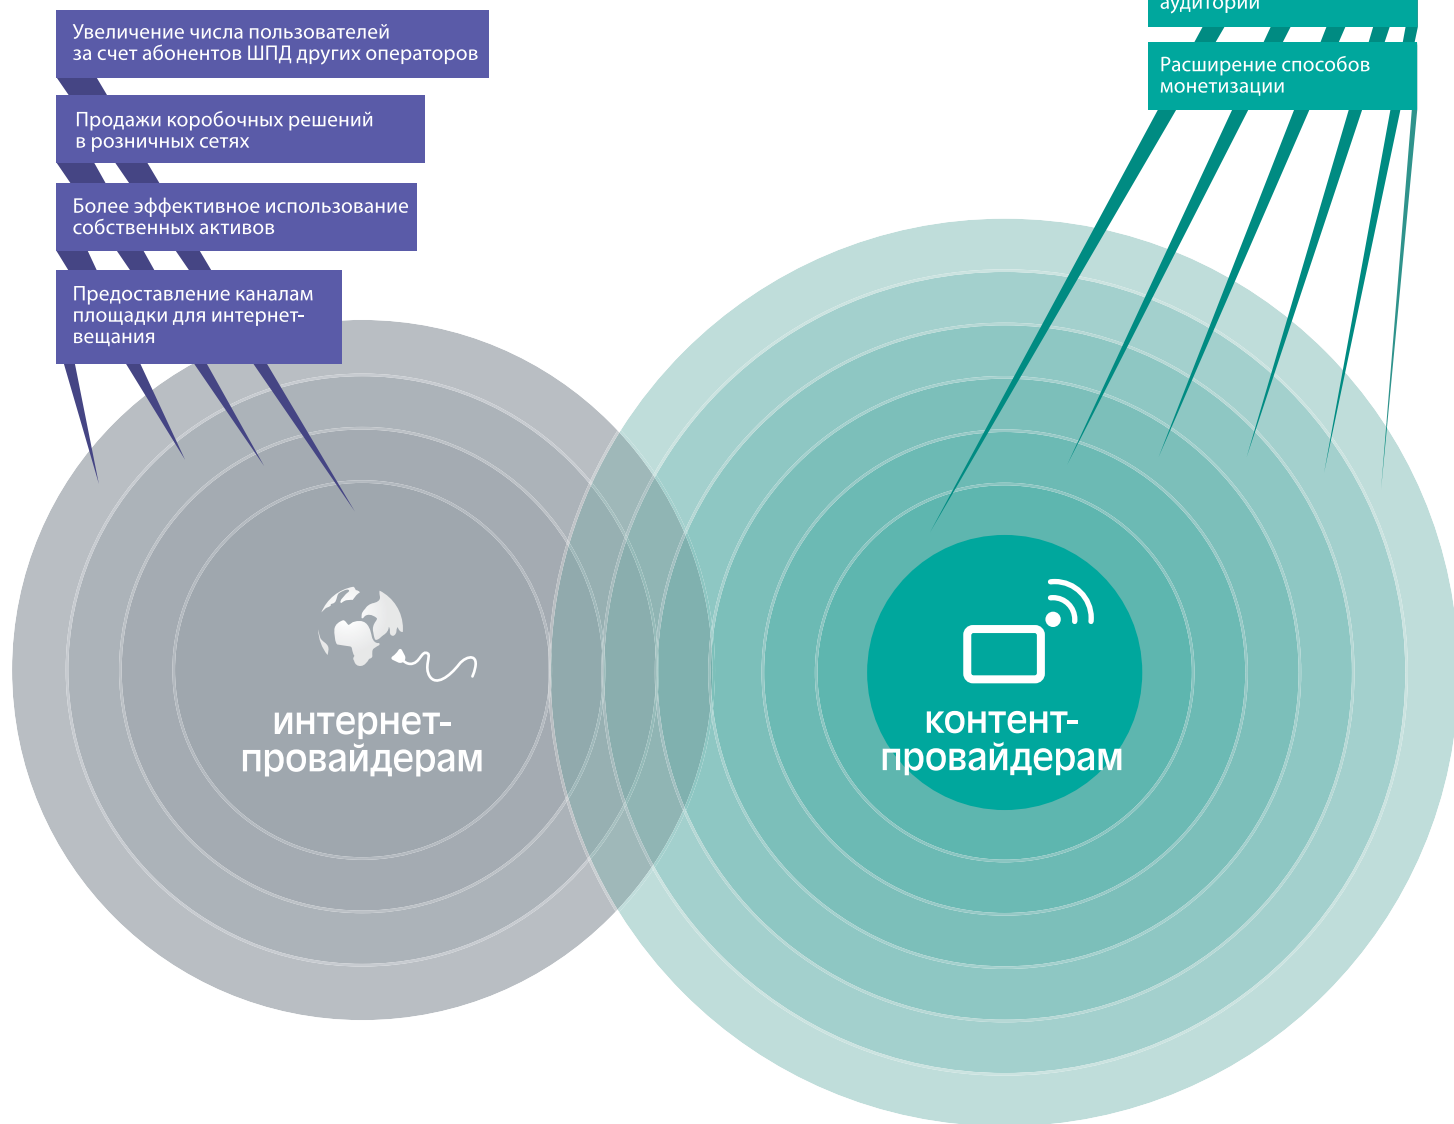 Увеличение числа пользователей
за счет абонентов ШПД других операторов
Продажи коробочных решений
в розничных сетях
Более эффективное использование
собственных активов
Предоставление каналам
площадки для интернет-
вещания
аудитории
Расширение способов
монетизации
интернет-
провайдерам
контент-
провайдерам